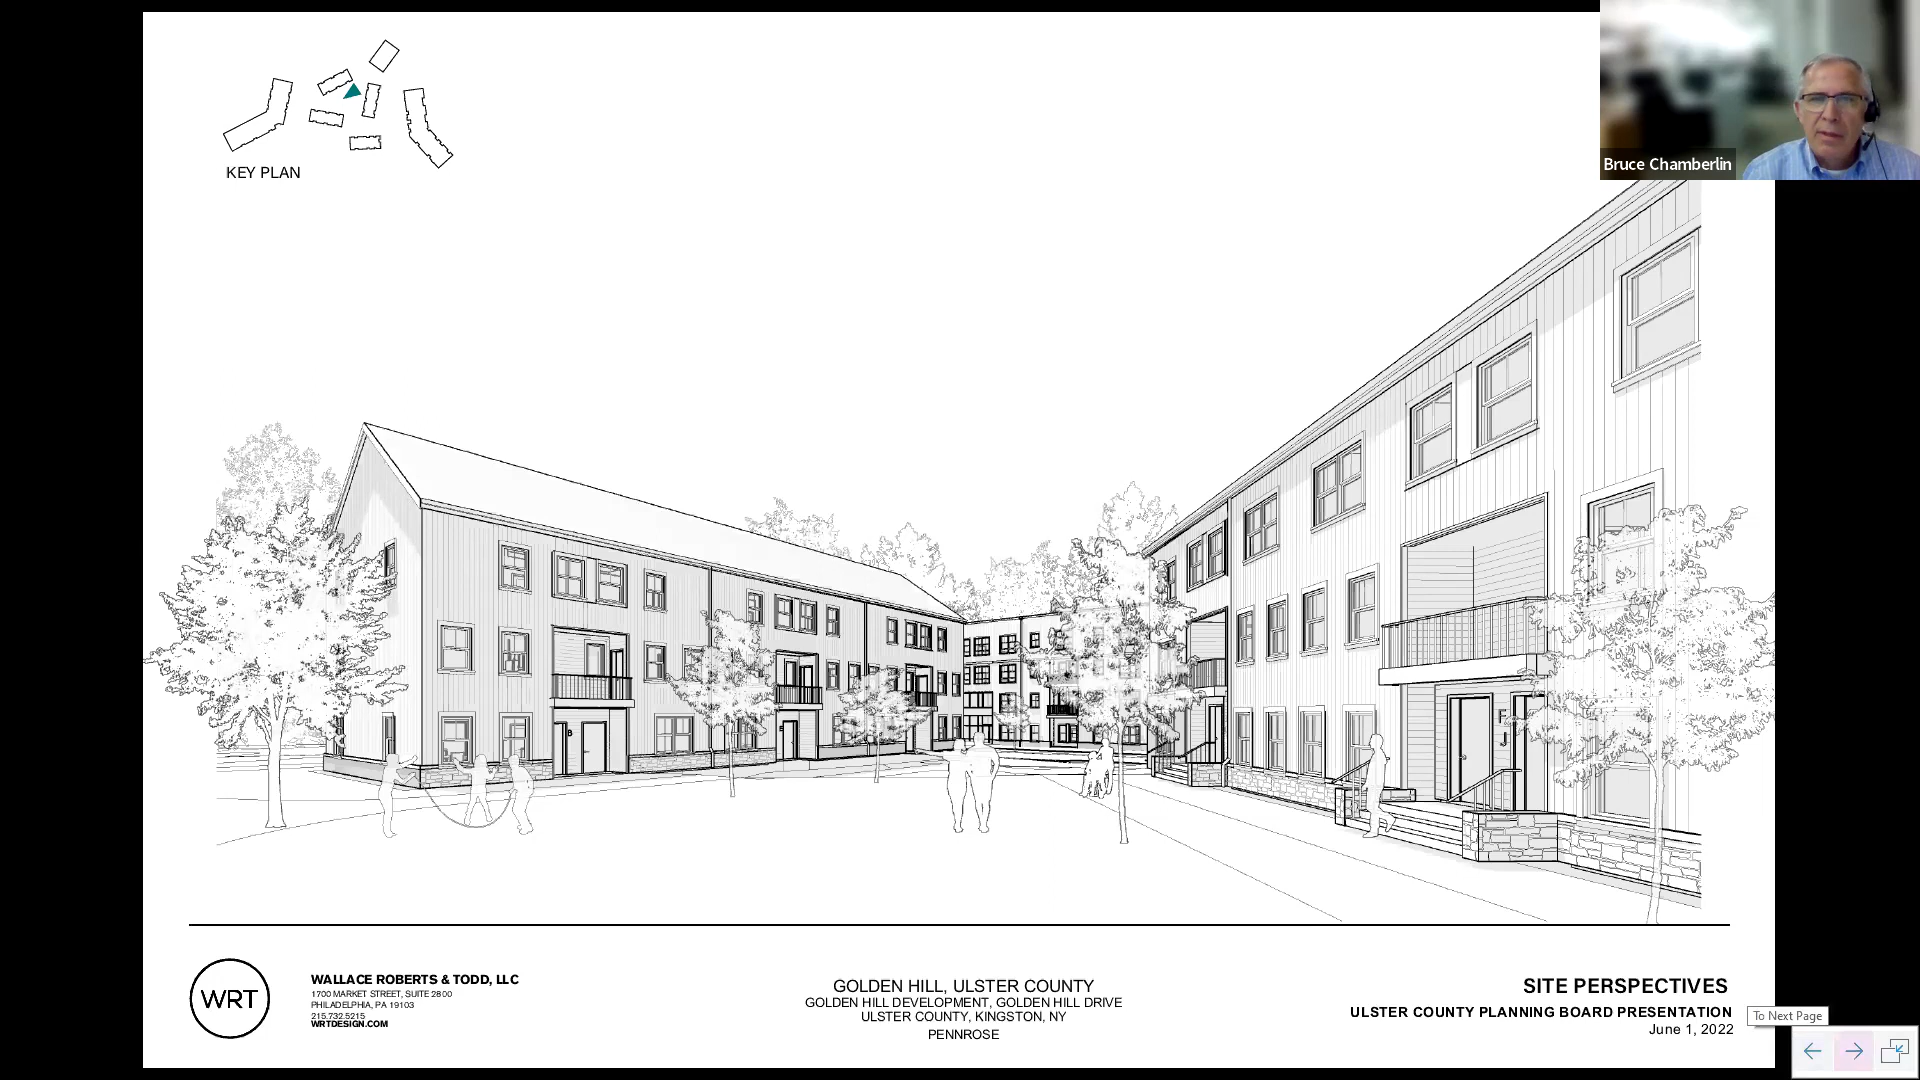 Bruce Chamberlin
KEY PLAN
B
F
J
WRT
WALLACE ROBERTS & TODD, LLC
1700 MARKET STREET, SUITE 2800
PHILADELPHIA, PA 19103
215.732.5215
WRTDESIGN.COM
GOLDEN HILL, ULSTER COUNTY
GOLDEN HILL DEVELOPMENT, GOLDEN HILL DRIVE
ULSTER COUNTY, KINGSTON, NY
PENNROSE
SITE PERSPECTIVES
ULSTER COUNTY PLANNING BOARD PRESENTATION
June 1, 2022
To Next Page